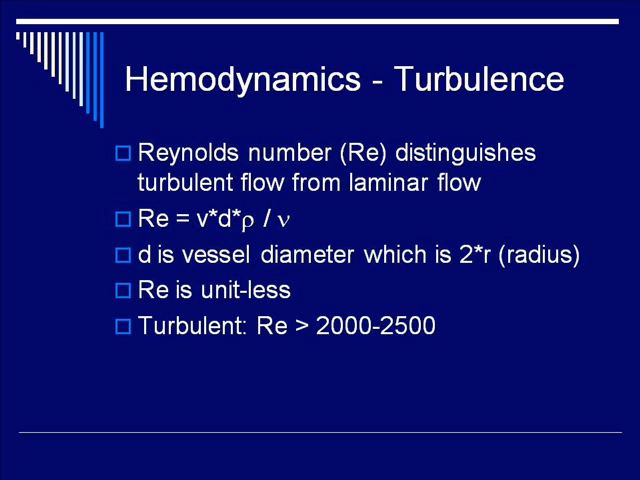 Hemodynamics - Turbulence
Reynolds number (Re) distinguishes
turbulent flow from laminar flow
Re = v*d*ρ / ν
d is vessel diameter which is 2*r (radius)
Re is unit-less
Turbulent: Re > 2000-2500